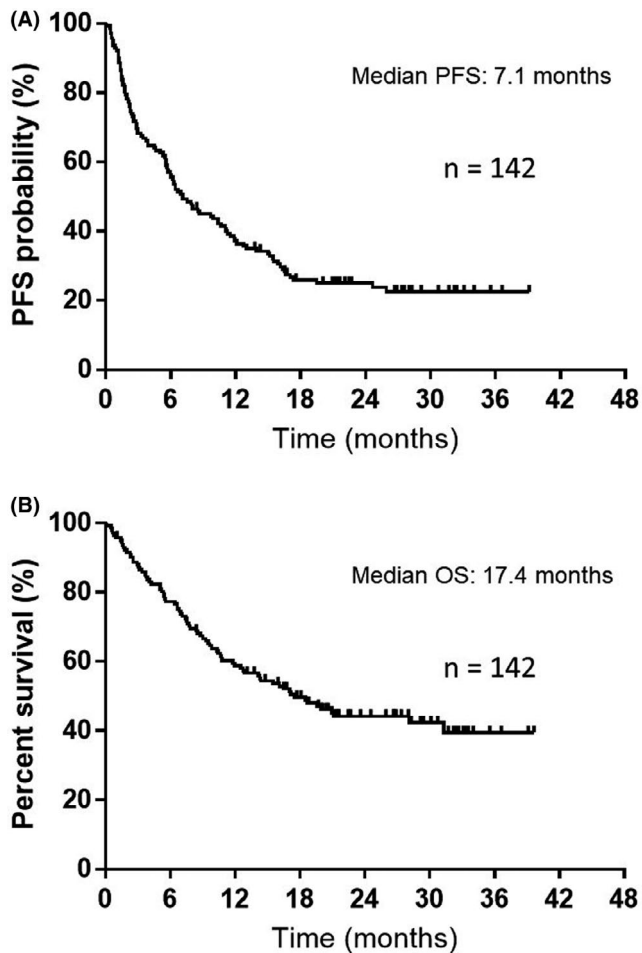 (A)
PFS probability (%)
100
80
60
40
20
0
Median PFS: 7.1 months
n = 142
0 6 12 18 24 30 36 42 48
Time (months)
(B)
Percent survival (%)
100
80
60
40
20
0
Median OS: 17.4 months
n = 142
0 6 12 18 24 30 36 42 48
Time (months)